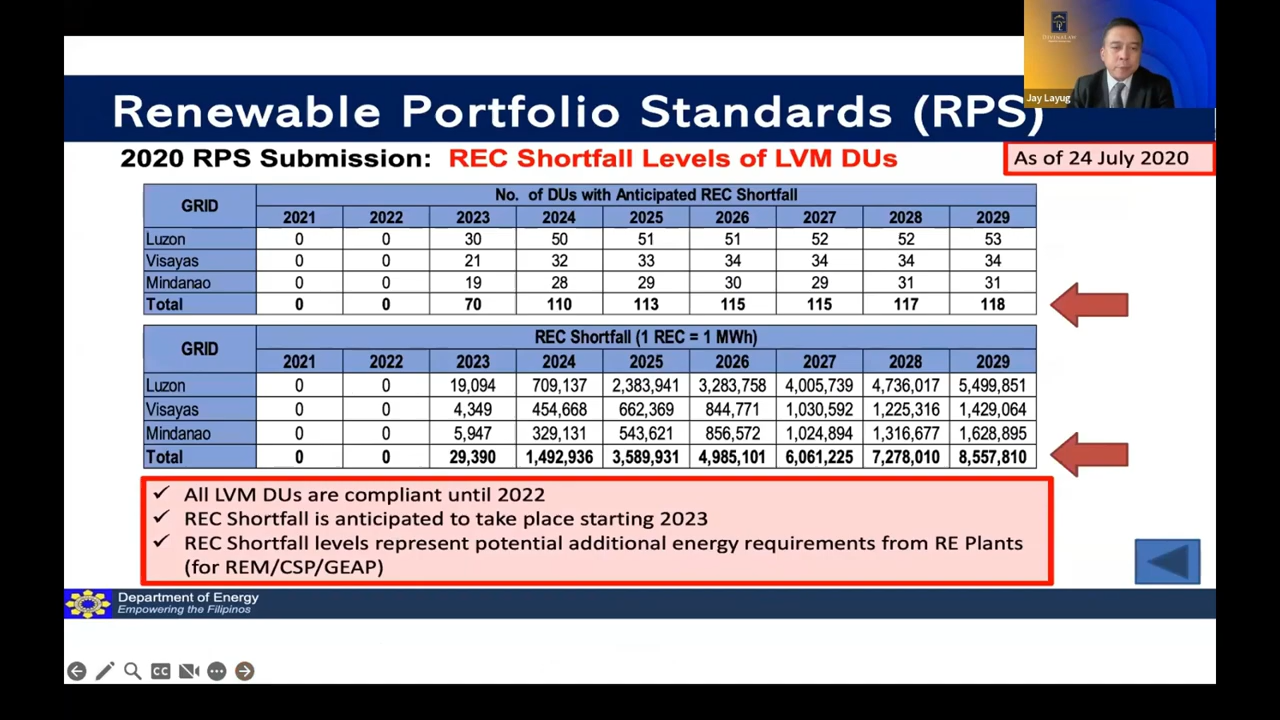 DIVINALAW
Jay Layug
Renewable Portfolio Standards (RPS)
2020 RPS Submission: REC Shortfall Levels of LVM DUs
As of 24 July 2020
GRID No. of DUs with Anticipated REC Shortfall
2021 2022 2023 2024 2025 2026 2027 2028 2029
Luzon 0 0 30 50 51 51 52 52 53
Visayas 0 0 21 32 33 34 34 34 34
Mindanao 0 0 19 28 29 30 29 31 31
Total 0 0 70 110 113 115 115 117 118
GRID REC Shortfall (1 REC = 1 MWh)
2021 2022 2023 2024 2025 2026 2027 2028 2029
Luzon 0 0 19,094 709,137 2,383,941 3,283,758 4,005,739 4,736,017 5,499,851
Visayas 0 0 4,349 454,668 662,369 844,771 1,030,592 1,225,316 1,429,064
Mindanao 0 0 5,947 329,131 543,621 856,572 1,024,894 1,316,677 1,628,895
Total 0 0 29,390 1,492,936 3,589,931 4,985,101 6,061,225 7,278,010 8,557,810
✓ All LVM DUs are compliant until 2022
✓ REC Shortfall is anticipated to take place starting 2023
✓ REC Shortfall levels represent potential additional energy requirements from RE Plants
(for REM/CSP/GEAP)
Department of Energy
Empowering the Filipinos
CC